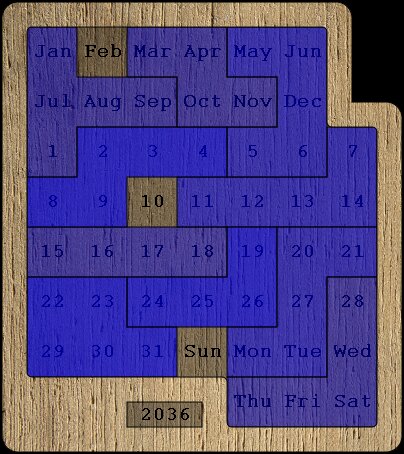 Jan Feb Mar Apr May Jun
Jul Aug Sep Oct Nov Dec
1 2 3 4 5 6 7
8 9 10 11 12 13 14
15 16 17 18 19 20 21
22 23 24 25 26 27 28
29 30 31 Sun Mon Tue Wed
Thu Fri Sat
2036